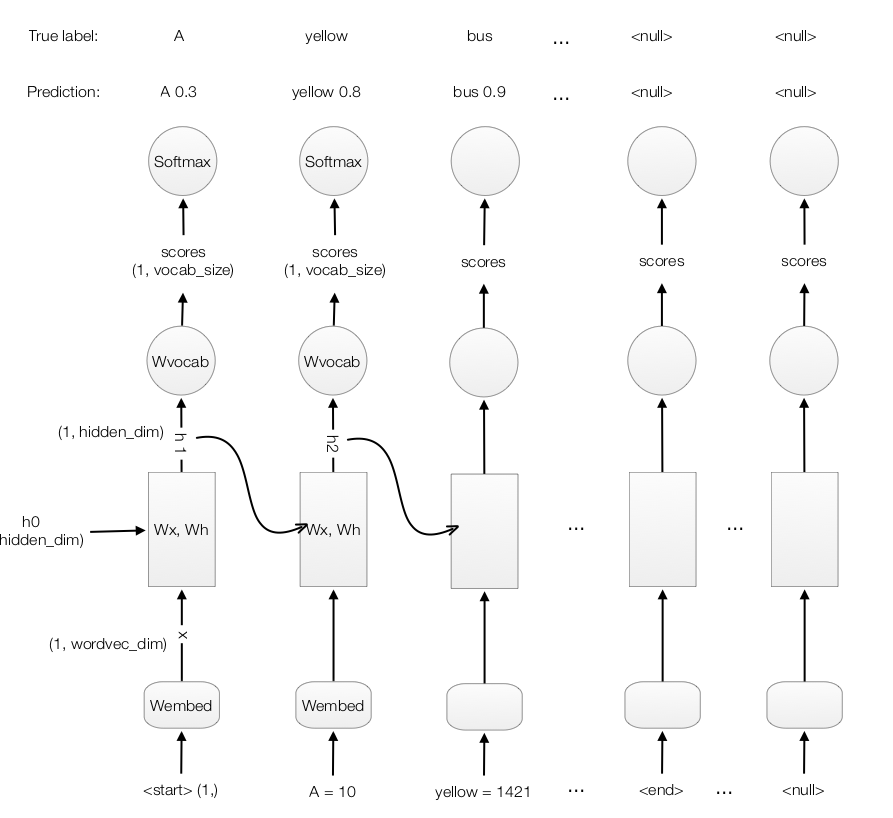 True label: A yellow bus ... <null> <null>
Prediction: A 0.3 yellow 0.8 bus 0.9 ... <null> <null>
Softmax Softmax
scores scores
(1, vocab_size) (1, vocab_size) scores scores scores
Wvocab Wvocab
(1, hidden_dim) h 1 h2
h0
hidden_dim)
Wx, Wh Wx, Wh ... ...
(1, wordvec_dim) x
Wembed Wembed
<start> (1,) A = 10 yellow = 1421 ... <end> ... <null>